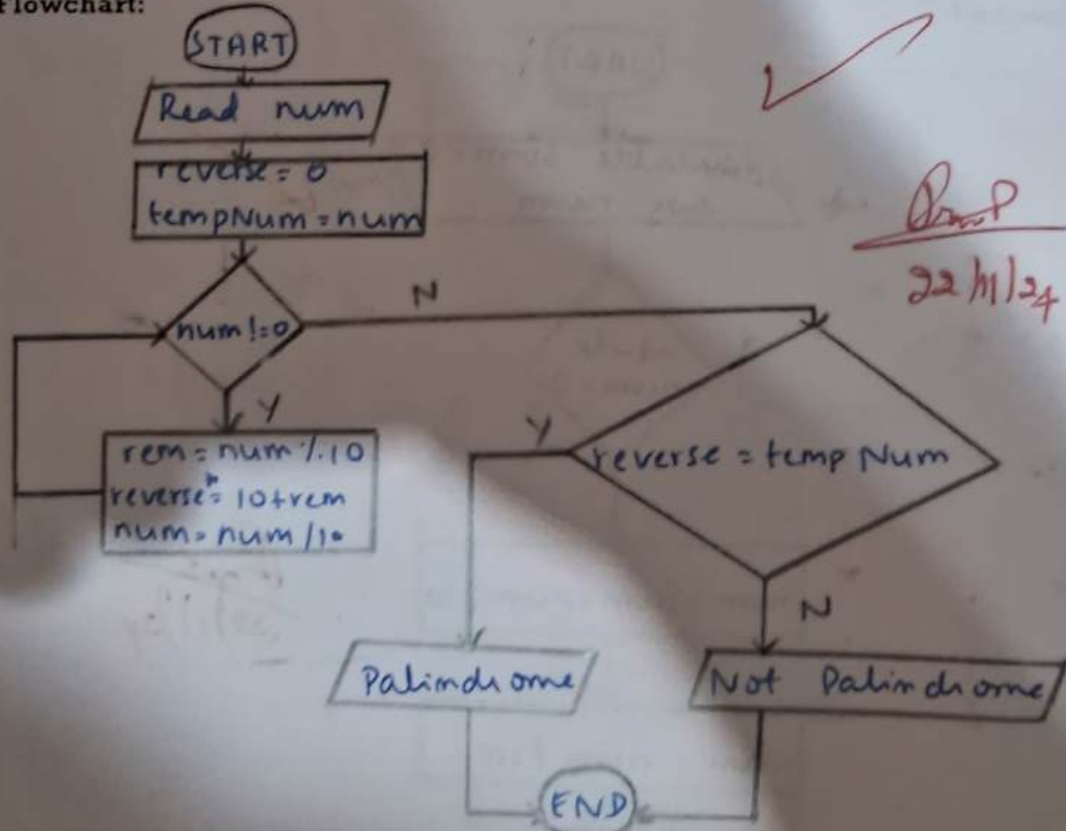 Flowchart:
START
Read num
reverse = 0
tempNum = num
num != 0
N
Y
rem = num % 10
reverse *= 10 + rem
num = num / 10
Y
reverse = temp Num
N
Palindrome
Not Palindrome
END
22/11/24